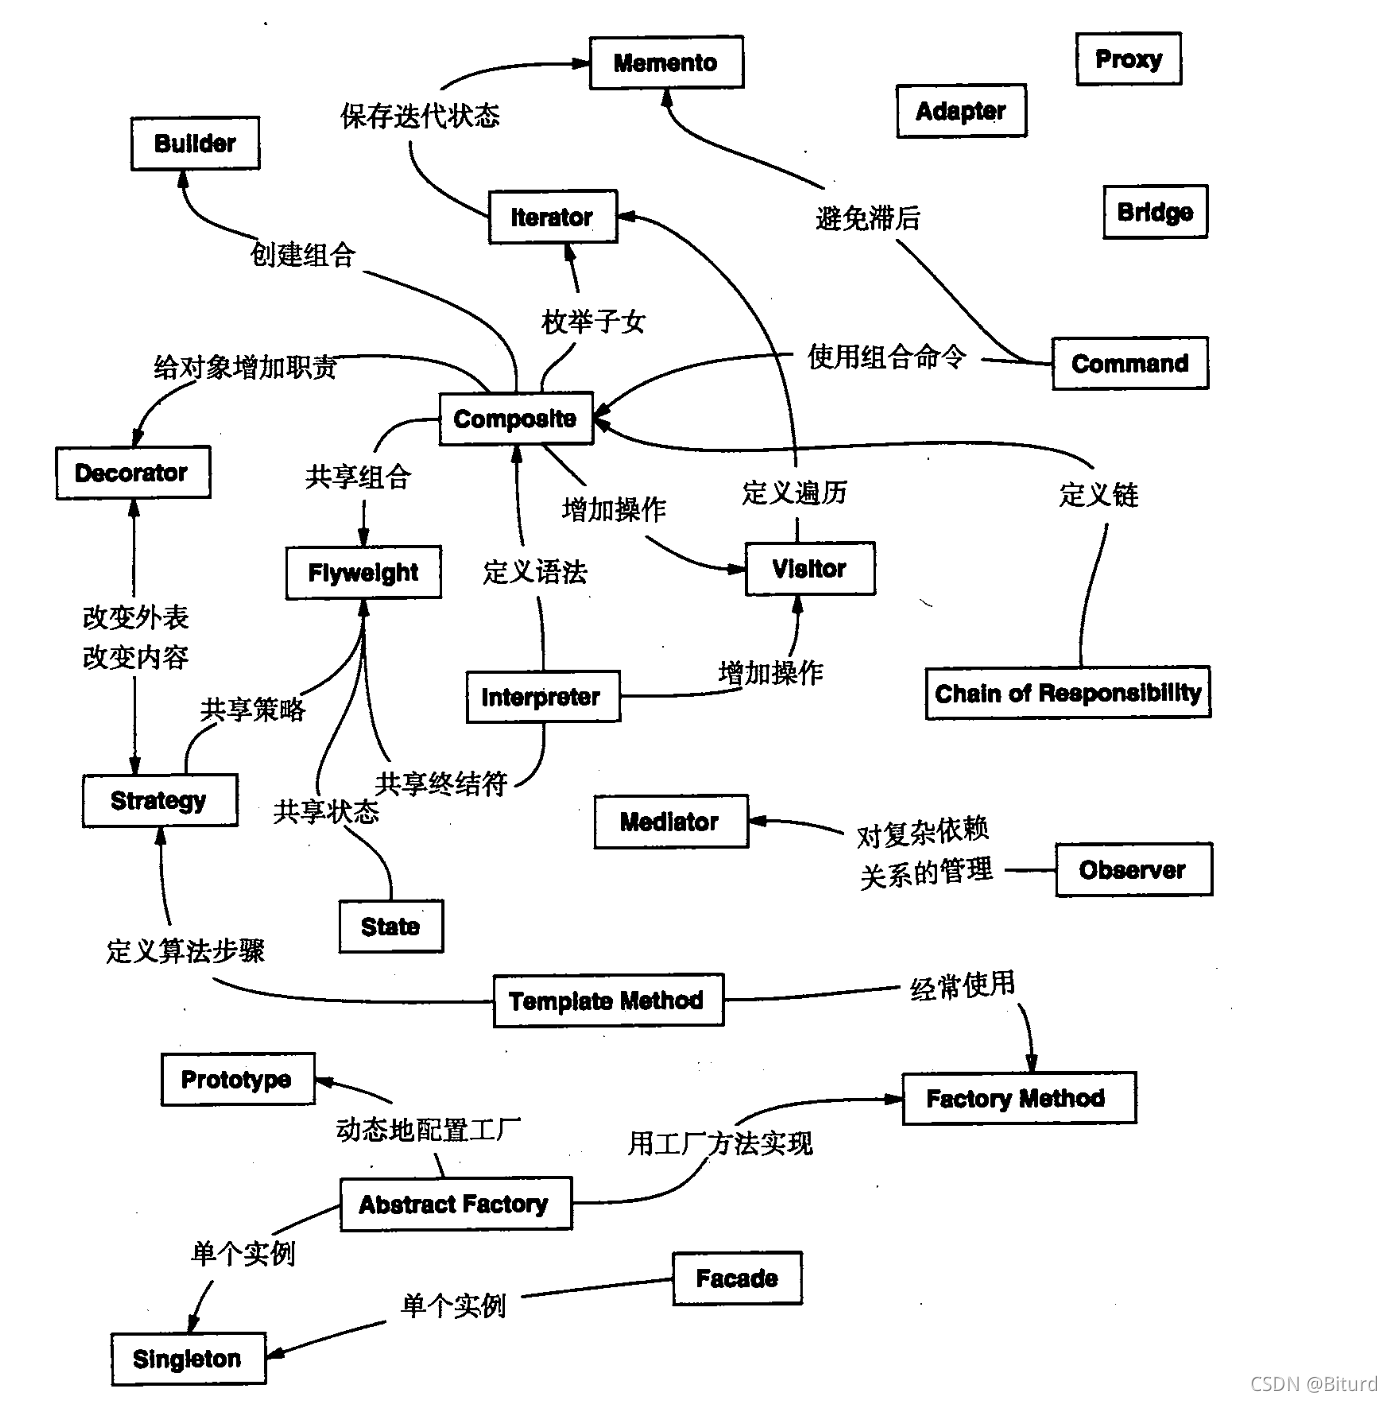 Proxy
Memento
Adapter
保存迭代状态
Builder
Iterator
Bridge
避免滞后
创建组合
枚举子女
使用组合命令
Command
给对象增加职责
Composite
Decorator
共享组合
增加操作
定义遍历
定义链
Flyweight
定义语法
Visitor
改变外表
改变内容
增加操作
Interpreter
Chain of Responsibility
共享策略
共享终结符
Strategy
共享状态
Mediator
对复杂依赖
关系的管理
Observer
State
定义算法步骤
Template Method
经常使用
Prototype
Factory Method
动态地配置工厂
用工厂方法实现
Abstract Factory
单个实例
Facade
单个实例
Singleton
CSDN @Biturd